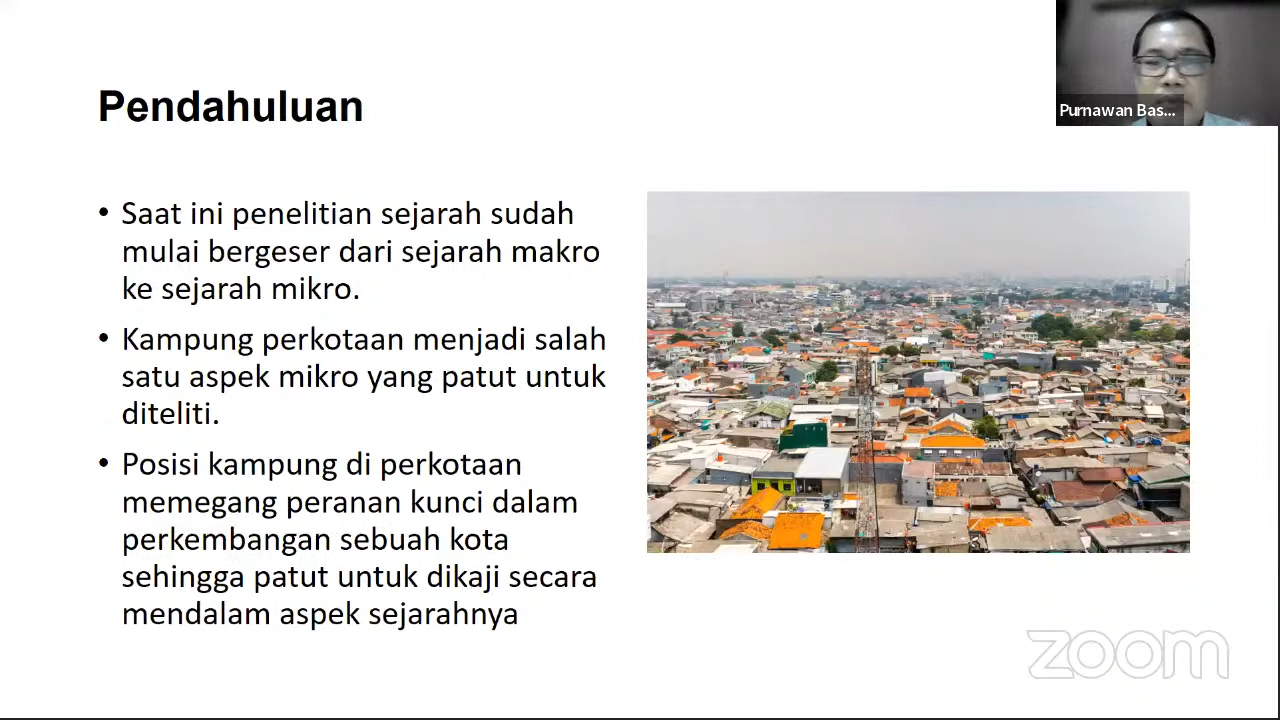 Pendahuluan
• Saat ini penelitian sejarah sudah
mulai bergeser dari sejarah makro
ke sejarah mikro.
• Kampung perkotaan menjadi salah
satu aspek mikro yang patut untuk
diteliti.
• Posisi kampung di perkotaan
memegang peranan kunci dalam
perkembangan sebuah kota
sehingga patut untuk dikaji secara
mendalam aspek sejarahnya
Purnawan Bas...
zoom